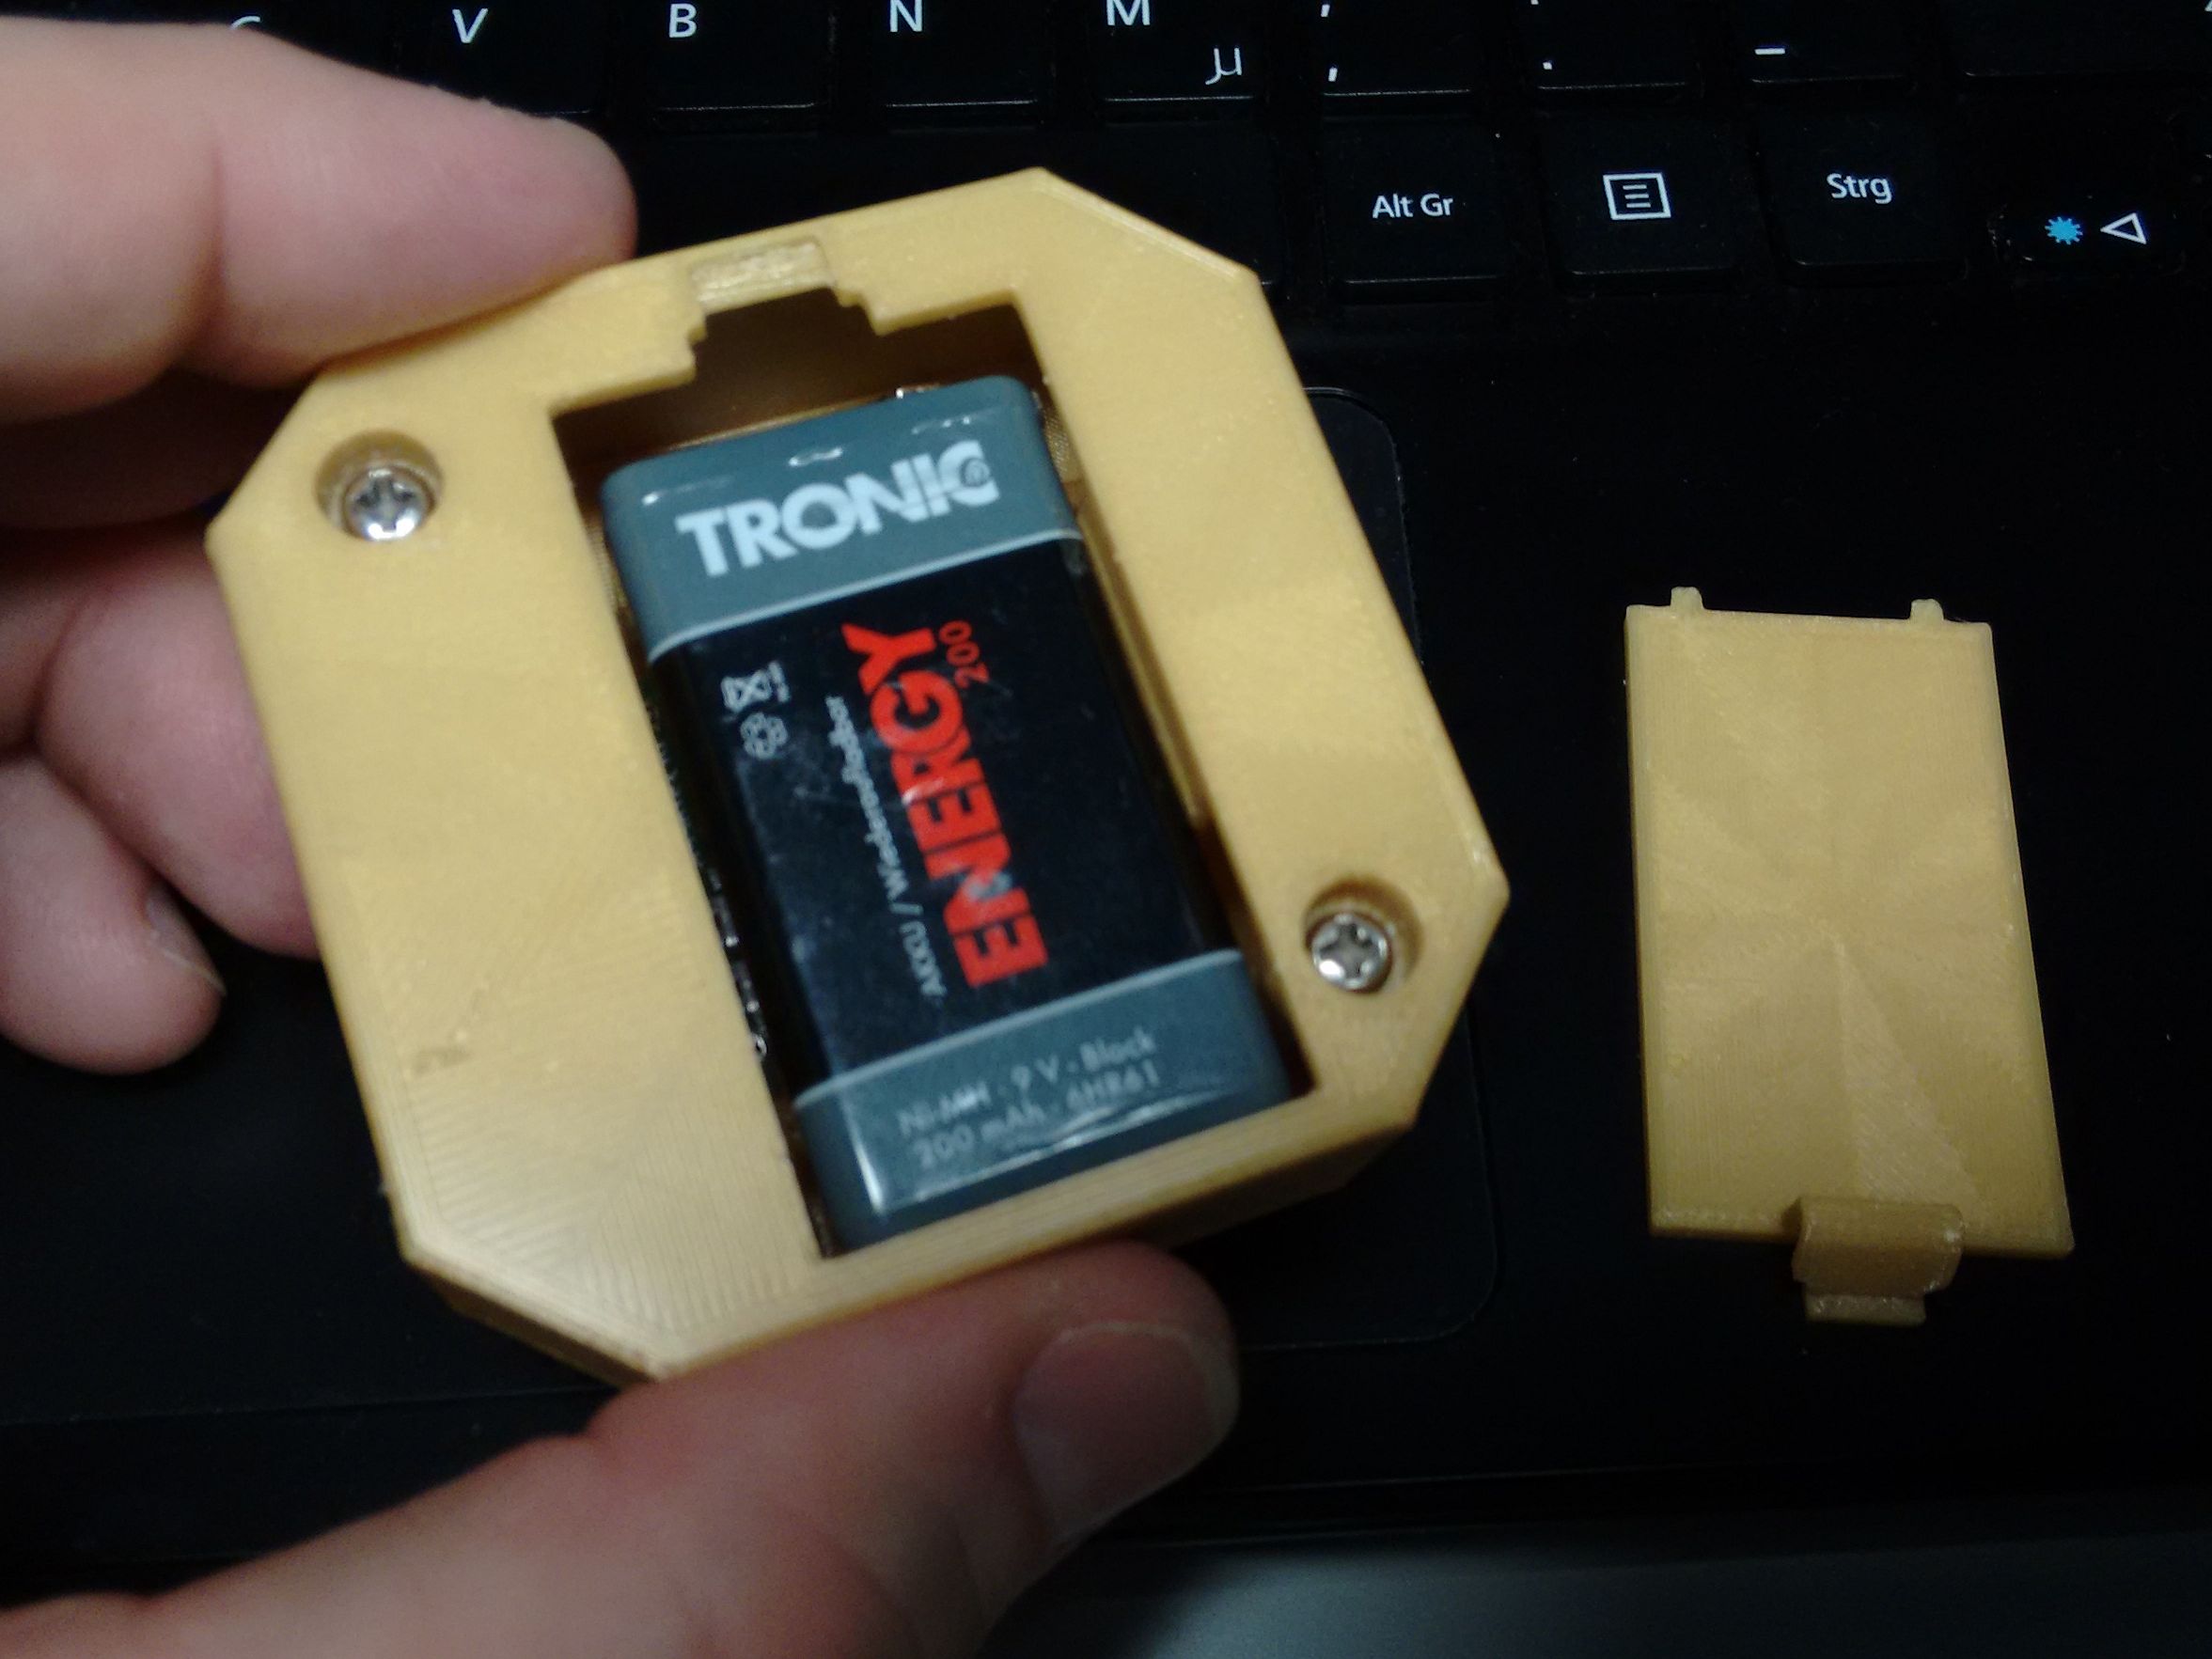 V B N M
µ , . -
Alt Gr Strg
TRONIC®
ENERGY 200
AKKU / Wiederaufladbar
Ni-MH · 9 V · Block
200 mAh · 6HR61